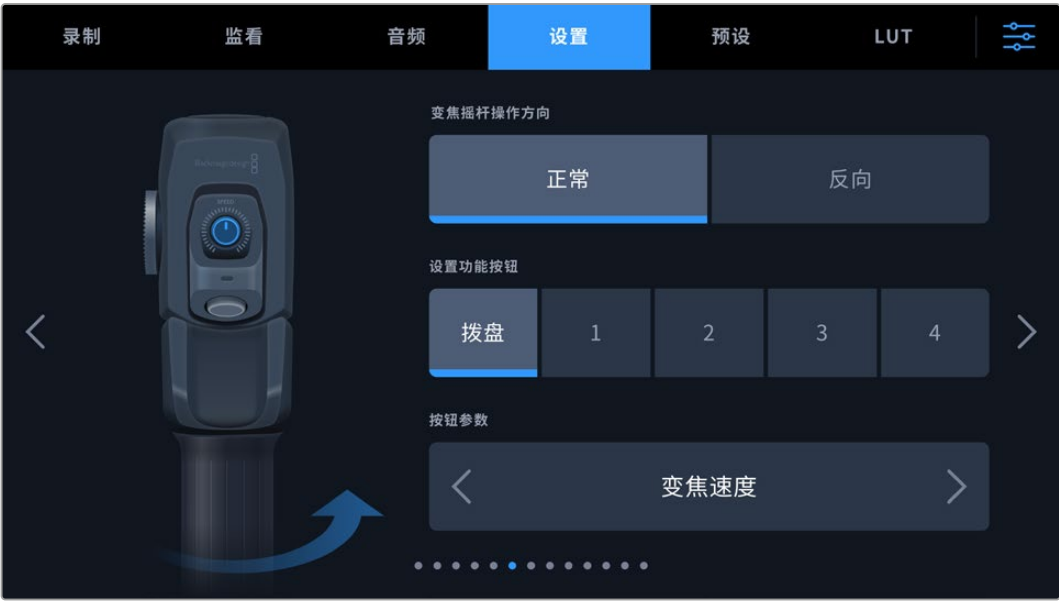 录制
监看
音频
设置
预设
LUT
变焦摇杆操作方向
正常
反向
设置功能按钮
拨盘
1
2
3
4
按钮参数
变焦速度
Blackmagicdesign
SPEED